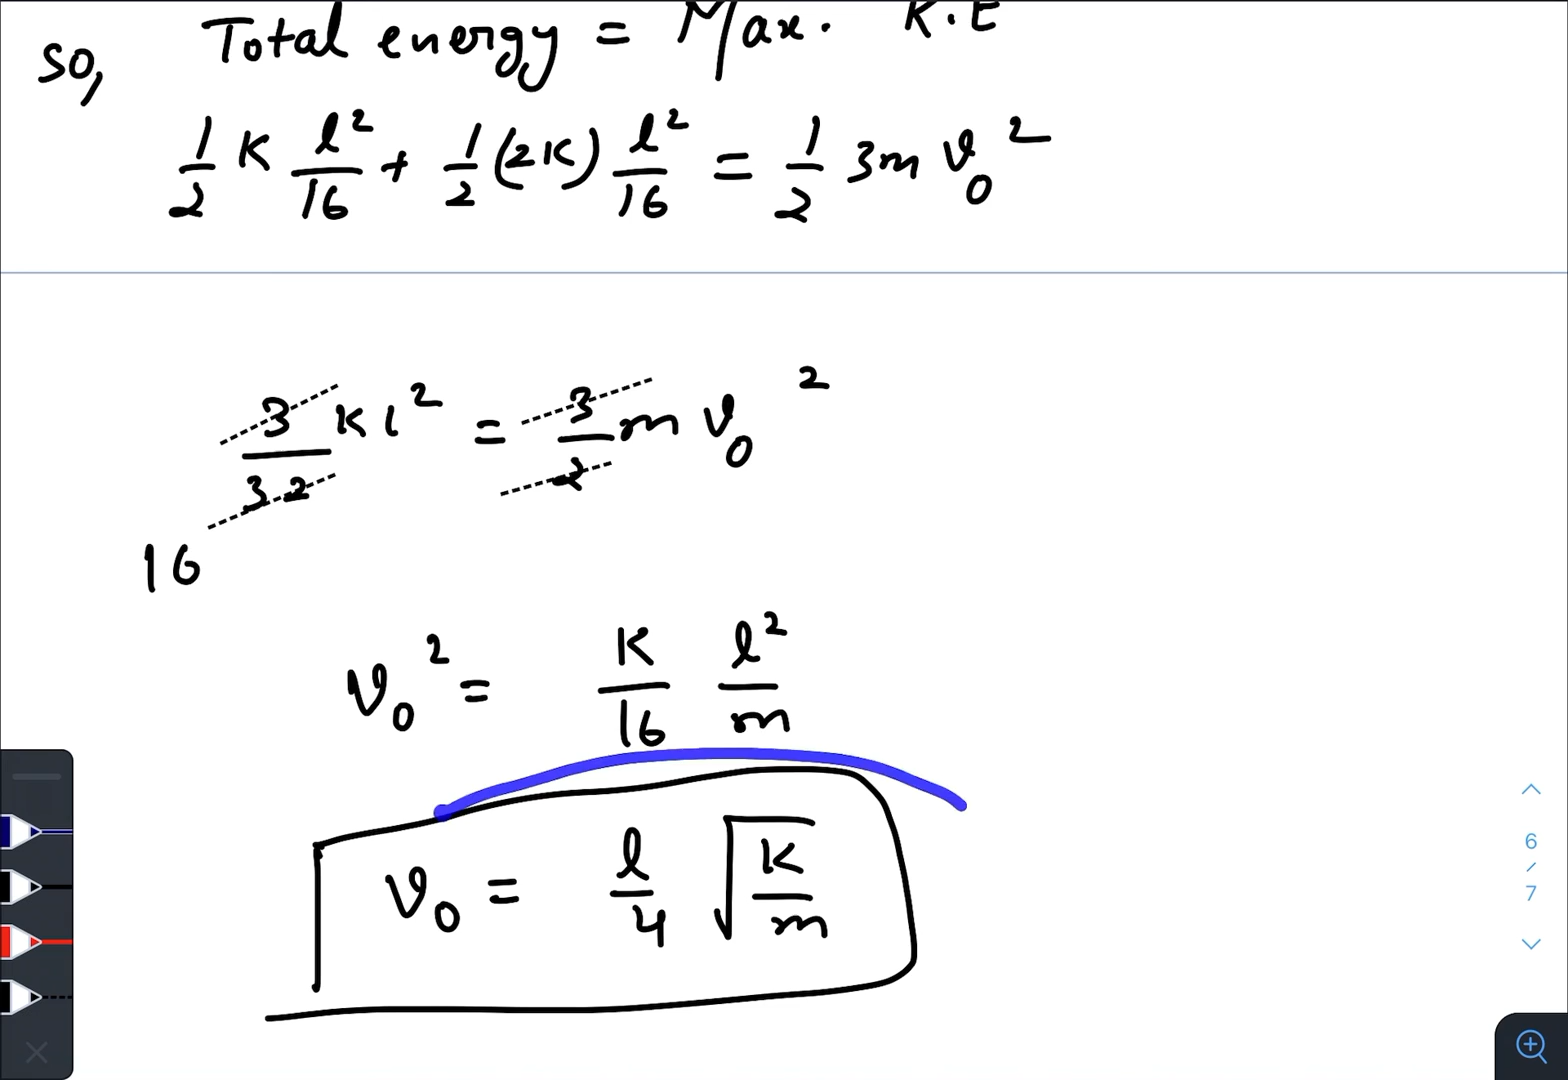 so, Total energy = Max. K.E
1/2 K l²/16 + 1/2 (2K) l²/16 = 1/2 3m v₀²
3/32 K l² = 3/2 m v₀²
16
v₀² = K/16 l²/m
v₀ = l/4 √(K/m)
6
/
7